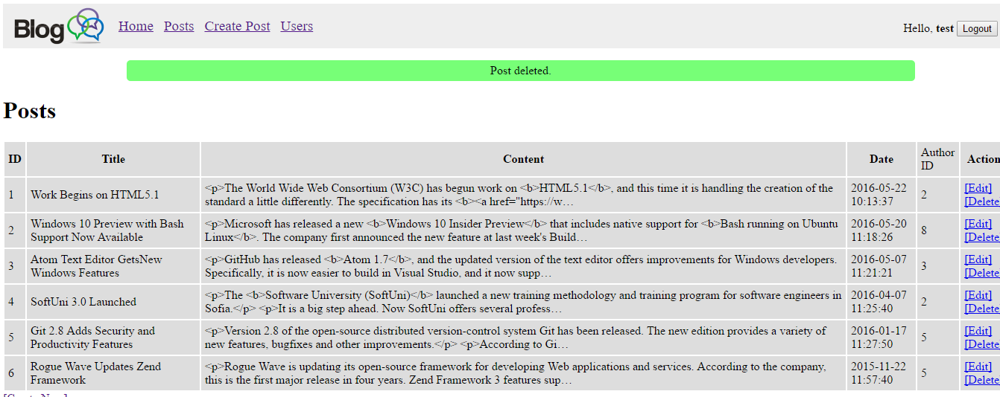 Blog Home Posts Create Post Users Hello, test Logout
Post deleted.
Posts
ID Title Content Date Author ID Action
1 Work Begins on HTML5.1 <p>The World Wide Web Consortium (W3C) has begun work on <b>HTML5.1</b>, and this time it is handling the creation of the
standard a little differently. The specification has its <b><a href="https://w… 2016-05-22 10:13:37 2 [Edit] [Delete
2 Windows 10 Preview with Bash Support Now Available <p>Microsoft has released a new <b>Windows 10 Insider Preview</b> that includes native support for <b>Bash running on Ubuntu
Linux</b>. The company first announced the new feature at last week's Build… 2016-05-20 11:18:26 8 [Edit] [Delete
3 Atom Text Editor GetsNew Windows Features <p>GitHub has released <b>Atom 1.7</b>, and the updated version of the text editor offers improvements for Windows developers.
Specifically, it is now easier to build in Visual Studio, and it now supp… 2016-05-07 11:21:21 3 [Edit] [Delete
4 SoftUni 3.0 Launched <p>The <b>Software University (SoftUni)</b> launched a new training methodology and training program for software engineers in
Sofia.</p> <p>It is a big step ahead. Now SoftUni offers several profess… 2016-04-07 11:25:40 2 [Edit] [Delete
5 Git 2.8 Adds Security and Productivity Features <p>Version 2.8 of the open-source distributed version-control system Git has been released. The new edition provides a variety of
new features, bugfixes and other improvements.</p> <p>According to Gi… 2016-01-17 11:27:50 5 [Edit] [Delete
6 Rogue Wave Updates Zend Framework <p>Rogue Wave is updating its open-source framework for developing Web applications and services. According to the company,
this is the first major release in four years. Zend Framework 3 features sup… 2015-11-22 11:57:40 5 [Edit] [Delete